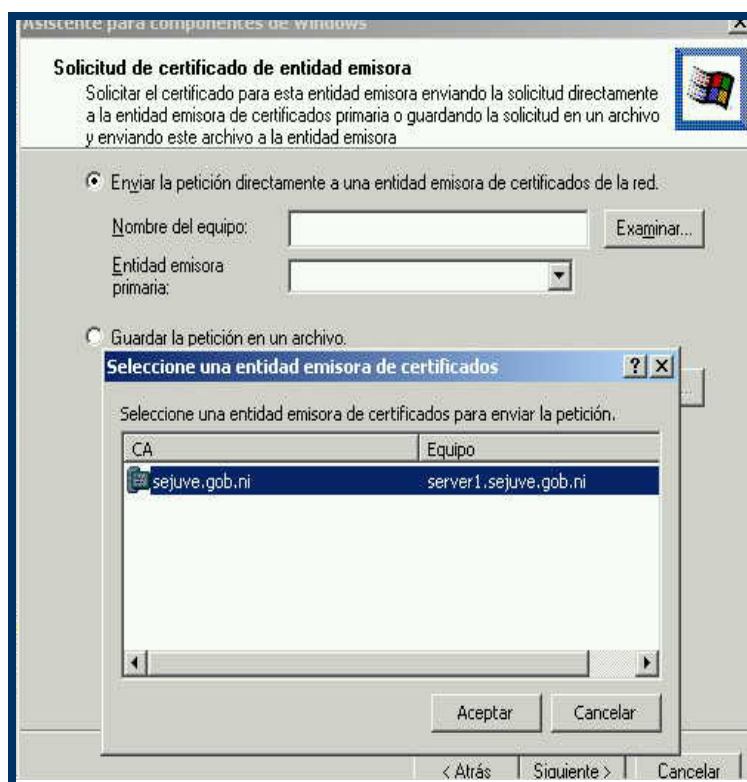 Asistente para componentes de Windows
Solicitud de certificado de entidad emisora
Solicitar el certificado para esta entidad emisora enviando la solicitud directamente
a la entidad emisora de certificados primaria o guardando la solicitud en un archivo
y enviando este archivo a la entidad emisora
Enviar la petición directamente a una entidad emisora de certificados de la red.
Nombre del equipo:
Examinar...
Entidad emisora
primaria:
Guardar la petición en un archivo.
Seleccione una entidad emisora de certificados
Seleccione una entidad emisora de certificados para enviar la petición.
CA Equipo
sejuve.gob.ni server1.sejuve.gob.ni
Aceptar Cancelar
< Atrás Siguiente > Cancelar